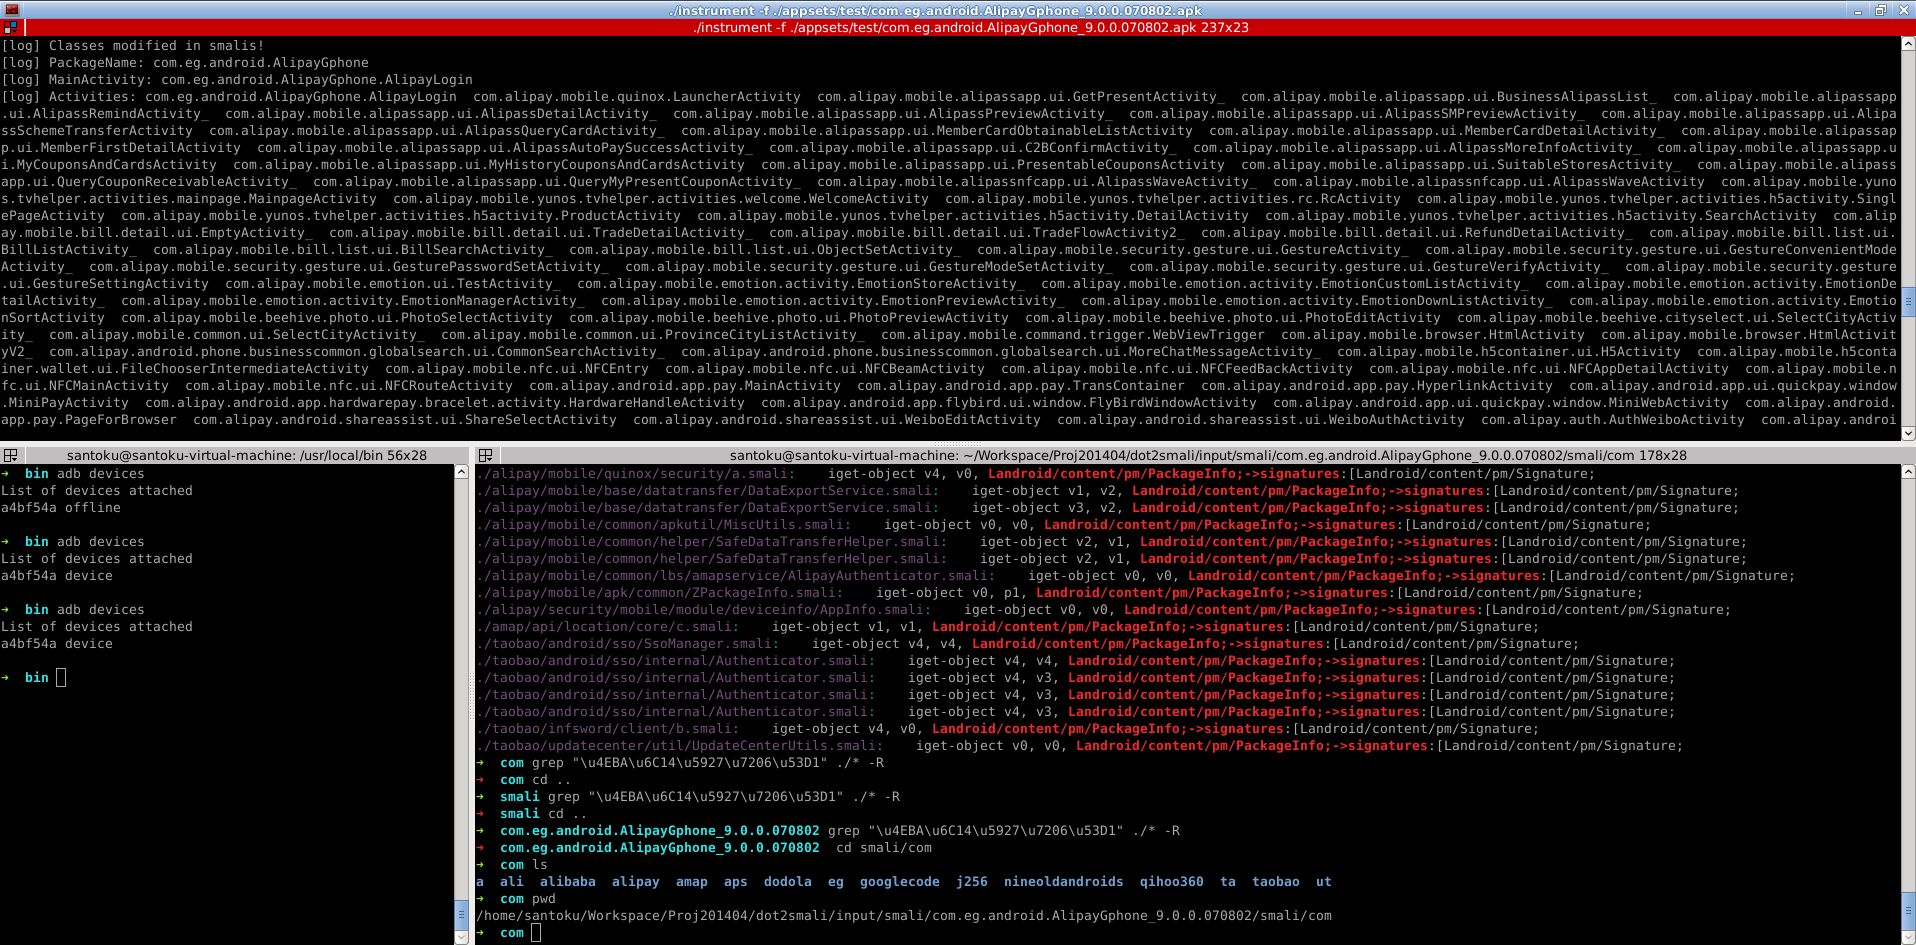 ./instrument -f ./appsets/test/com.eg.android.AlipayGphone_9.0.0.070802.apk
./instrument -f ./appsets/test/com.eg.android.AlipayGphone_9.0.0.070802.apk 237x23
[log] Classes modified in smalis!
[log] PackageName: com.eg.android.AlipayGphone
[log] MainActivity: com.eg.android.AlipayGphone.AlipayLogin
[log] Activities: com.eg.android.AlipayGphone.AlipayLogin  com.alipay.mobile.quinox.LauncherActivity  com.alipay.mobile.alipassapp.ui.GetPresentActivity_  com.alipay.mobile.alipassapp.ui.BusinessAlipassList_  com.alipay.mobile.alipassapp
.ui.AlipassRemindActivity_  com.alipay.mobile.alipassapp.ui.AlipassDetailActivity_  com.alipay.mobile.alipassapp.ui.AlipassPreviewActivity_  com.alipay.mobile.alipassapp.ui.AlipassSMPreviewActivity_  com.alipay.mobile.alipassapp.ui.Alipa
ssSchemeTransferActivity  com.alipay.mobile.alipassapp.ui.AlipassQueryCardActivity_  com.alipay.mobile.alipassapp.ui.MemberCardObtainableListActivity  com.alipay.mobile.alipassapp.ui.MemberCardDetailActivity_  com.alipay.mobile.alipassap
p.ui.MemberFirstDetailActivity  com.alipay.mobile.alipassapp.ui.AlipassAutoPaySuccessActivity_  com.alipay.mobile.alipassapp.ui.C2BConfirmActivity_  com.alipay.mobile.alipassapp.ui.AlipassMoreInfoActivity_  com.alipay.mobile.alipassapp.u
i.MyCouponsAndCardsActivity  com.alipay.mobile.alipassapp.ui.MyHistoryCouponsAndCardsActivity  com.alipay.mobile.alipassapp.ui.PresentableCouponsActivity  com.alipay.mobile.alipassapp.ui.SuitableStoresActivity_  com.alipay.mobile.alipass
app.ui.QueryCouponReceivableActivity_  com.alipay.mobile.alipassapp.ui.QueryMyPresentCouponActivity_  com.alipay.mobile.alipassnfcapp.ui.AlipassWaveActivity_  com.alipay.mobile.alipassnfcapp.ui.AlipassWaveActivity  com.alipay.mobile.yuno
s.tvhelper.activities.mainpage.MainpageActivity  com.alipay.mobile.yunos.tvhelper.activities.welcome.WelcomeActivity  com.alipay.mobile.yunos.tvhelper.activities.rc.RcActivity  com.alipay.mobile.yunos.tvhelper.activities.h5activity.Singl
ePageActivity  com.alipay.mobile.yunos.tvhelper.activities.h5activity.ProductActivity  com.alipay.mobile.yunos.tvhelper.activities.h5activity.DetailActivity  com.alipay.mobile.yunos.tvhelper.activities.h5activity.SearchActivity  com.alip
ay.mobile.bill.detail.ui.EmptyActivity_  com.alipay.mobile.bill.detail.ui.TradeDetailActivity_  com.alipay.mobile.bill.detail.ui.TradeFlowActivity2_  com.alipay.mobile.bill.detail.ui.RefundDetailActivity_  com.alipay.mobile.bill.list.ui.
BillListActivity_  com.alipay.mobile.bill.list.ui.BillSearchActivity_  com.alipay.mobile.bill.list.ui.ObjectSetActivity_  com.alipay.mobile.security.gesture.ui.GestureActivity_  com.alipay.mobile.security.gesture.ui.GestureConvenientMode
Activity_  com.alipay.mobile.security.gesture.ui.GesturePasswordSetActivity_  com.alipay.mobile.security.gesture.ui.GestureModeSetActivity_  com.alipay.mobile.security.gesture.ui.GestureVerifyActivity_  com.alipay.mobile.security.gesture
.ui.GestureSettingActivity  com.alipay.mobile.emotion.ui.TestActivity_  com.alipay.mobile.emotion.activity.EmotionStoreActivity_  com.alipay.mobile.emotion.activity.EmotionCustomListActivity_  com.alipay.mobile.emotion.activity.EmotionDe
tailActivity_  com.alipay.mobile.emotion.activity.EmotionManagerActivity_  com.alipay.mobile.emotion.activity.EmotionPreviewActivity_  com.alipay.mobile.emotion.activity.EmotionDownListActivity_  com.alipay.mobile.emotion.activity.Emotio
nSortActivity  com.alipay.mobile.beehive.photo.ui.PhotoSelectActivity  com.alipay.mobile.beehive.photo.ui.PhotoPreviewActivity  com.alipay.mobile.beehive.photo.ui.PhotoEditActivity  com.alipay.mobile.beehive.cityselect.ui.SelectCityActiv
ity_  com.alipay.mobile.common.ui.SelectCityActivity_  com.alipay.mobile.common.ui.ProvinceCityListActivity_  com.alipay.mobile.command.trigger.WebViewTrigger  com.alipay.mobile.browser.HtmlActivity  com.alipay.mobile.browser.HtmlActivit
yV2_  com.alipay.android.phone.businesscommon.globalsearch.ui.CommonSearchActivity_  com.alipay.android.phone.businesscommon.globalsearch.ui.MoreChatMessageActivity_  com.alipay.mobile.h5container.ui.H5Activity  com.alipay.mobile.h5conta
iner.wallet.ui.FileChooserIntermediateActivity  com.alipay.mobile.nfc.ui.NFCEntry  com.alipay.mobile.nfc.ui.NFCBeamActivity  com.alipay.mobile.nfc.ui.NFCFeedBackActivity  com.alipay.mobile.nfc.ui.NFCAppDetailActivity  com.alipay.mobile.n
fc.ui.NFCMainActivity  com.alipay.mobile.nfc.ui.NFCRouteActivity  com.alipay.android.app.pay.MainActivity  com.alipay.android.app.pay.TransContainer  com.alipay.android.app.pay.HyperlinkActivity  com.alipay.android.app.ui.quickpay.window
.MiniPayActivity  com.alipay.android.app.hardwarepay.bracelet.activity.HardwareHandleActivity  com.alipay.android.app.flybird.ui.window.FlyBirdWindowActivity  com.alipay.android.app.ui.quickpay.window.MiniWebActivity  com.alipay.android.
app.pay.PageForBrowser  com.alipay.android.shareassist.ui.ShareSelectActivity  com.alipay.android.shareassist.ui.WeiboEditActivity  com.alipay.android.shareassist.ui.WeiboAuthActivity  com.alipay.auth.AuthWeiboActivity  com.alipay.androi
santoku@santoku-virtual-machine: /usr/local/bin 56x28
➜  bin adb devices
List of devices attached
a4bf54a offline
➜  bin adb devices
List of devices attached
a4bf54a device
➜  bin adb devices
List of devices attached
a4bf54a device
➜  bin
santoku@santoku-virtual-machine: ~/Workspace/Proj201404/dot2smali/input/smali/com.eg.android.AlipayGphone_9.0.0.070802/smali/com 178x28
./alipay/mobile/quinox/security/a.smali:    iget-object v4, v0, Landroid/content/pm/PackageInfo;->signatures:[Landroid/content/pm/Signature;
./alipay/mobile/base/datatransfer/DataExportService.smali:    iget-object v1, v2, Landroid/content/pm/PackageInfo;->signatures:[Landroid/content/pm/Signature;
./alipay/mobile/base/datatransfer/DataExportService.smali:    iget-object v3, v2, Landroid/content/pm/PackageInfo;->signatures:[Landroid/content/pm/Signature;
./alipay/mobile/common/apkutil/MiscUtils.smali:    iget-object v0, v0, Landroid/content/pm/PackageInfo;->signatures:[Landroid/content/pm/Signature;
./alipay/mobile/common/helper/SafeDataTransferHelper.smali:    iget-object v2, v1, Landroid/content/pm/PackageInfo;->signatures:[Landroid/content/pm/Signature;
./alipay/mobile/common/helper/SafeDataTransferHelper.smali:    iget-object v2, v1, Landroid/content/pm/PackageInfo;->signatures:[Landroid/content/pm/Signature;
./alipay/mobile/common/lbs/amapservice/AlipayAuthenticator.smali:    iget-object v0, v0, Landroid/content/pm/PackageInfo;->signatures:[Landroid/content/pm/Signature;
./alipay/mobile/apk/common/ZPackageInfo.smali:    iget-object v0, p1, Landroid/content/pm/PackageInfo;->signatures:[Landroid/content/pm/Signature;
./alipay/security/mobile/module/deviceinfo/AppInfo.smali:    iget-object v0, v0, Landroid/content/pm/PackageInfo;->signatures:[Landroid/content/pm/Signature;
./amap/api/location/core/c.smali:    iget-object v1, v1, Landroid/content/pm/PackageInfo;->signatures:[Landroid/content/pm/Signature;
./taobao/android/sso/SsoManager.smali:    iget-object v4, v4, Landroid/content/pm/PackageInfo;->signatures:[Landroid/content/pm/Signature;
./taobao/android/sso/internal/Authenticator.smali:    iget-object v4, v4, Landroid/content/pm/PackageInfo;->signatures:[Landroid/content/pm/Signature;
./taobao/android/sso/internal/Authenticator.smali:    iget-object v4, v3, Landroid/content/pm/PackageInfo;->signatures:[Landroid/content/pm/Signature;
./taobao/android/sso/internal/Authenticator.smali:    iget-object v4, v3, Landroid/content/pm/PackageInfo;->signatures:[Landroid/content/pm/Signature;
./taobao/android/sso/internal/Authenticator.smali:    iget-object v4, v3, Landroid/content/pm/PackageInfo;->signatures:[Landroid/content/pm/Signature;
./taobao/infsword/client/b.smali:    iget-object v4, v0, Landroid/content/pm/PackageInfo;->signatures:[Landroid/content/pm/Signature;
./taobao/updatecenter/util/UpdateCenterUtils.smali:    iget-object v0, v0, Landroid/content/pm/PackageInfo;->signatures:[Landroid/content/pm/Signature;
➜  com grep "\u4EBA\u6C14\u5927\u7206\u53D1" ./* -R
➜  com cd ..
➜  smali grep "\u4EBA\u6C14\u5927\u7206\u53D1" ./* -R
➜  smali cd ..
➜  com.eg.android.AlipayGphone_9.0.0.070802 grep "\u4EBA\u6C14\u5927\u7206\u53D1" ./* -R
➜  com.eg.android.AlipayGphone_9.0.0.070802  cd smali/com
➜  com ls
a  ali  alibaba  alipay  amap  aps  dodola  eg  googlecode  j256  nineoldandroids  qihoo360  ta  taobao  ut
➜  com pwd
/home/santoku/Workspace/Proj201404/dot2smali/input/smali/com.eg.android.AlipayGphone_9.0.0.070802/smali/com
➜  com